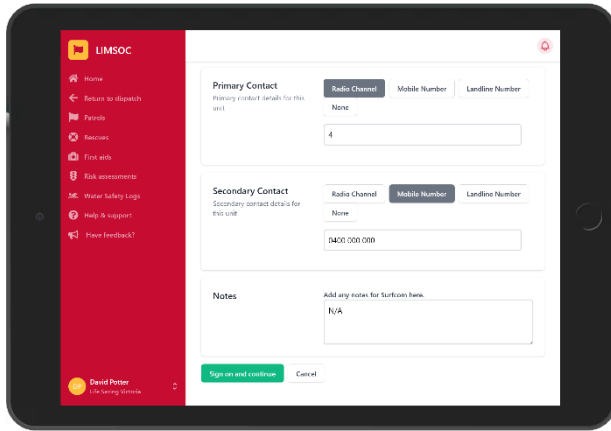 LIMSOC
Home
Return to dispatch
Patrols
Rescues
First aids
Risk assessments
Water Safety Logs
Help & support
Have feedback?
DP
David Potter
Life Saving Victoria
Primary Contact
Primary contact details for this
unit
Radio Channel
Mobile Number
Landline Number
None
4
Secondary Contact
Secondary contact details for
this unit
Radio Channel
Mobile Number
Landline Number
None
0400 000 000
Notes
Add any notes for Surfcom here.
N/A
Sign on and continue
Cancel